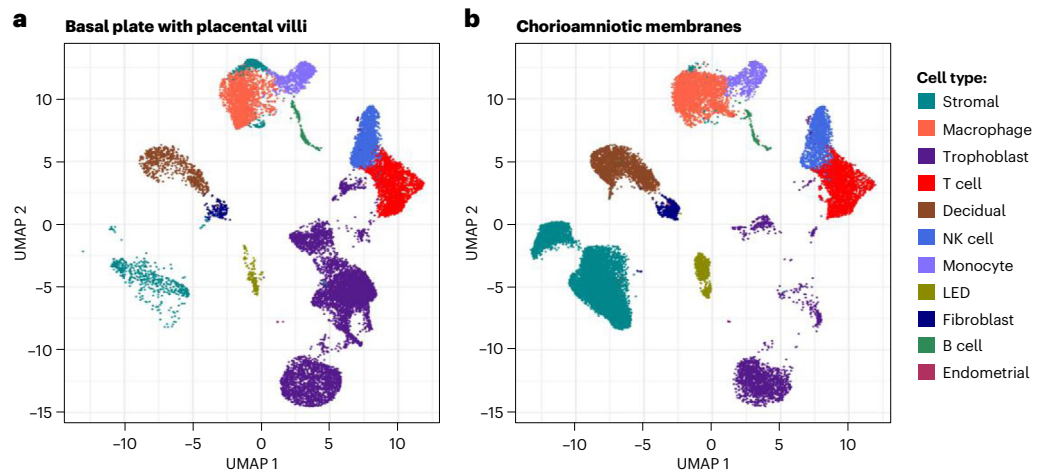 a
Basal plate with placental villi
10
5
0
−5
−10
−15
UMAP 2
−10
−5
0
5
10
UMAP 1
b
Chorioamniotic membranes
10
5
0
−5
−10
−15
UMAP 2
−10
−5
0
5
10
UMAP 1
Cell type:
Stromal
Macrophage
Trophoblast
T cell
Decidual
NK cell
Monocyte
LED
Fibroblast
B cell
Endometrial